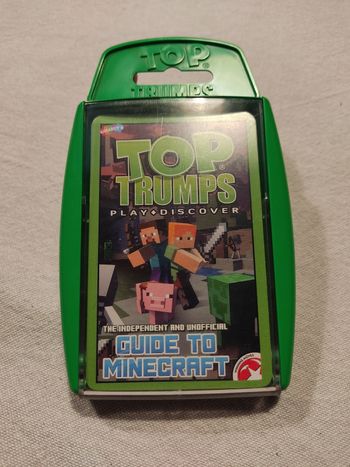 TOP
TRUMPS
TOP
TRUMPS
PLAY+DISCOVER
THE INDEPENDENT AND UNOFFICIAL
GUIDE TO
MINECRAFT